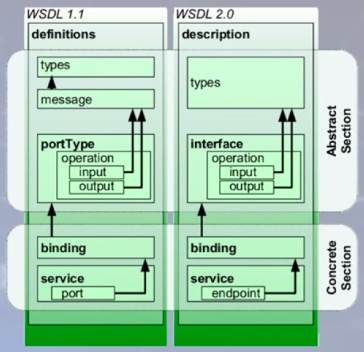 WSDL 1.1
definitions
types
message
portType
operation
input
output
binding
service
port
WSDL 2.0
description
types
interface
operation
input
output
binding
service
endpoint
Abstract
Section
Concrete
Section